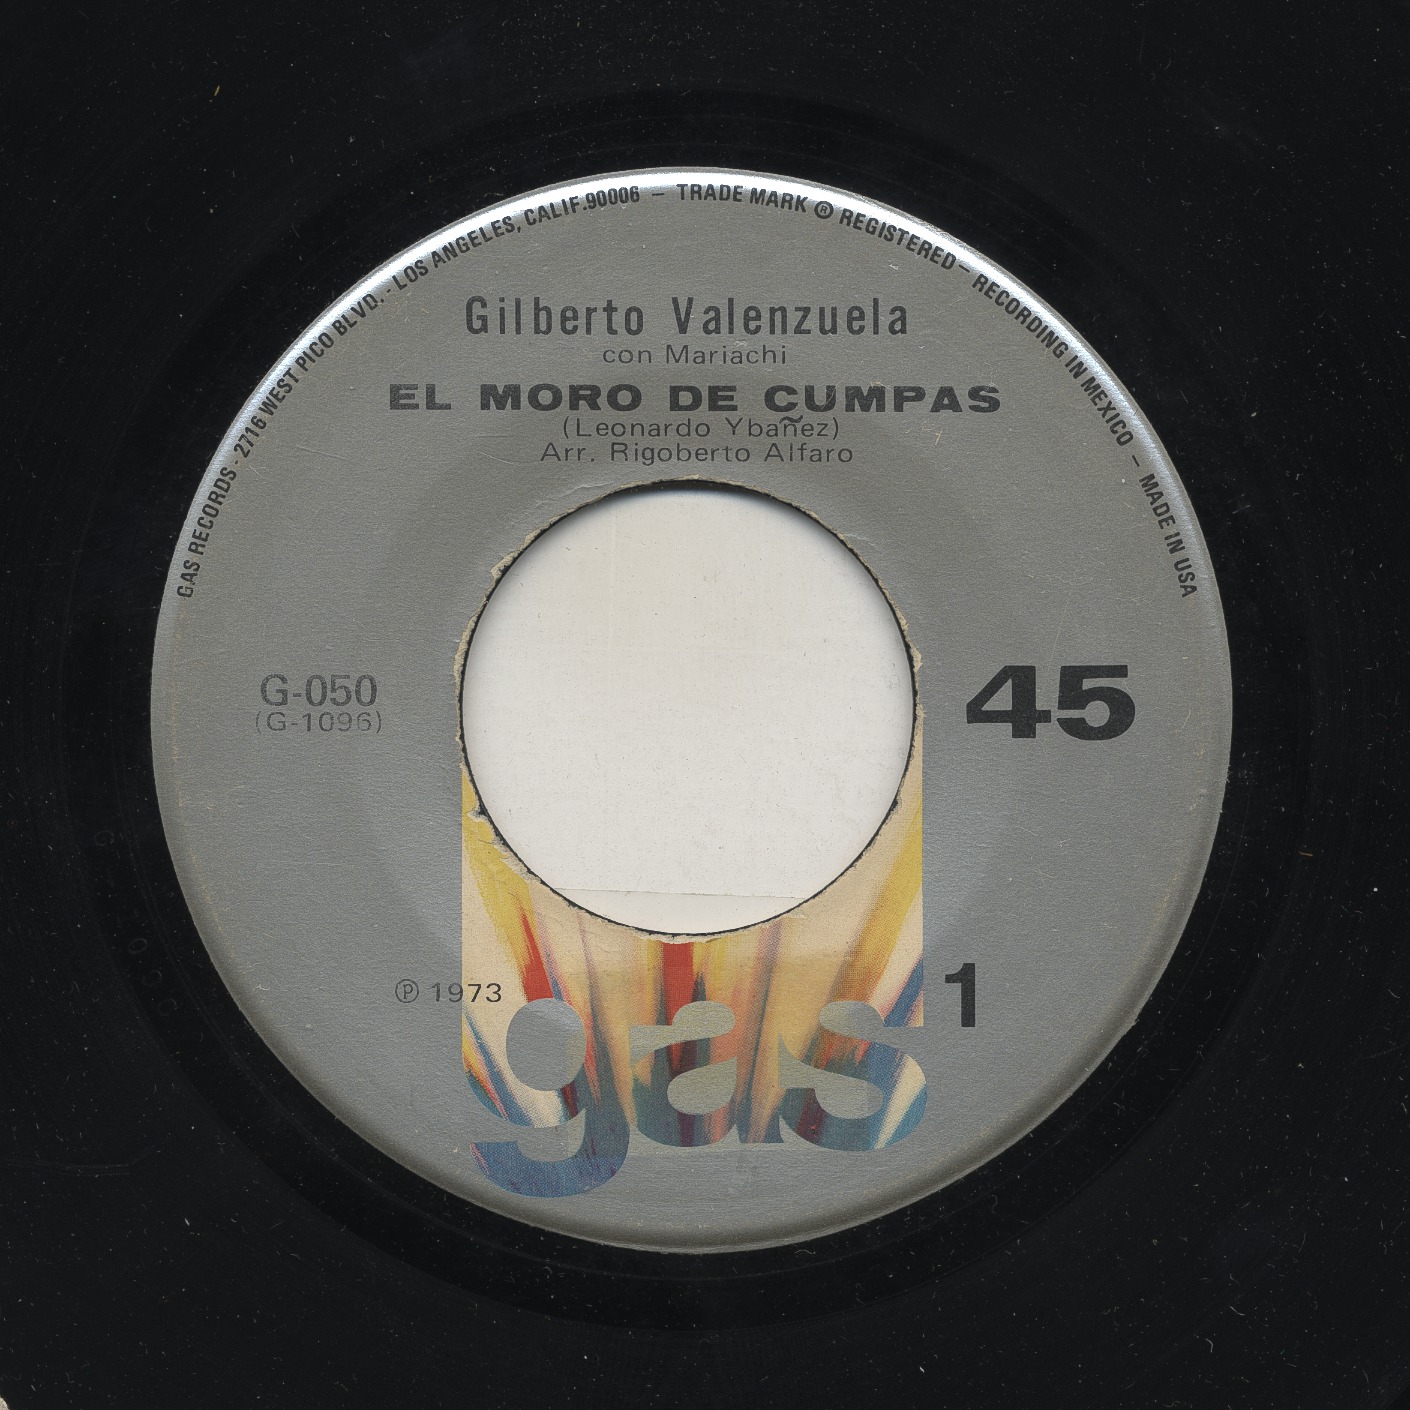 GAS RECORDS - 2716 WEST PICO BLVD. - LOS ANGELES, CALIF. 90006 – TRADE MARK ® REGISTERED – RECORDING IN MEXICO – MADE IN USA
Gilberto Valenzuela
con Mariachi
EL MORO DE CUMPAS
(Leonardo Ybañez)
Arr. Rigoberto Alfaro
G-050
(G-1096)
45
℗ 1973
1
gas